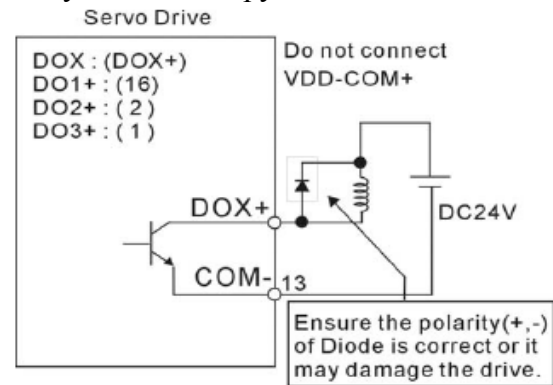 Servo Drive
DOX : (DOX+)
DO1+ : (16)
DO2+ : ( 2 )
DO3+ : ( 1 )
Do not connect
VDD-COM+
DOX+
DC24V
COM-
13
Ensure the polarity(+,-)
of Diode is correct or it
may damage the drive.